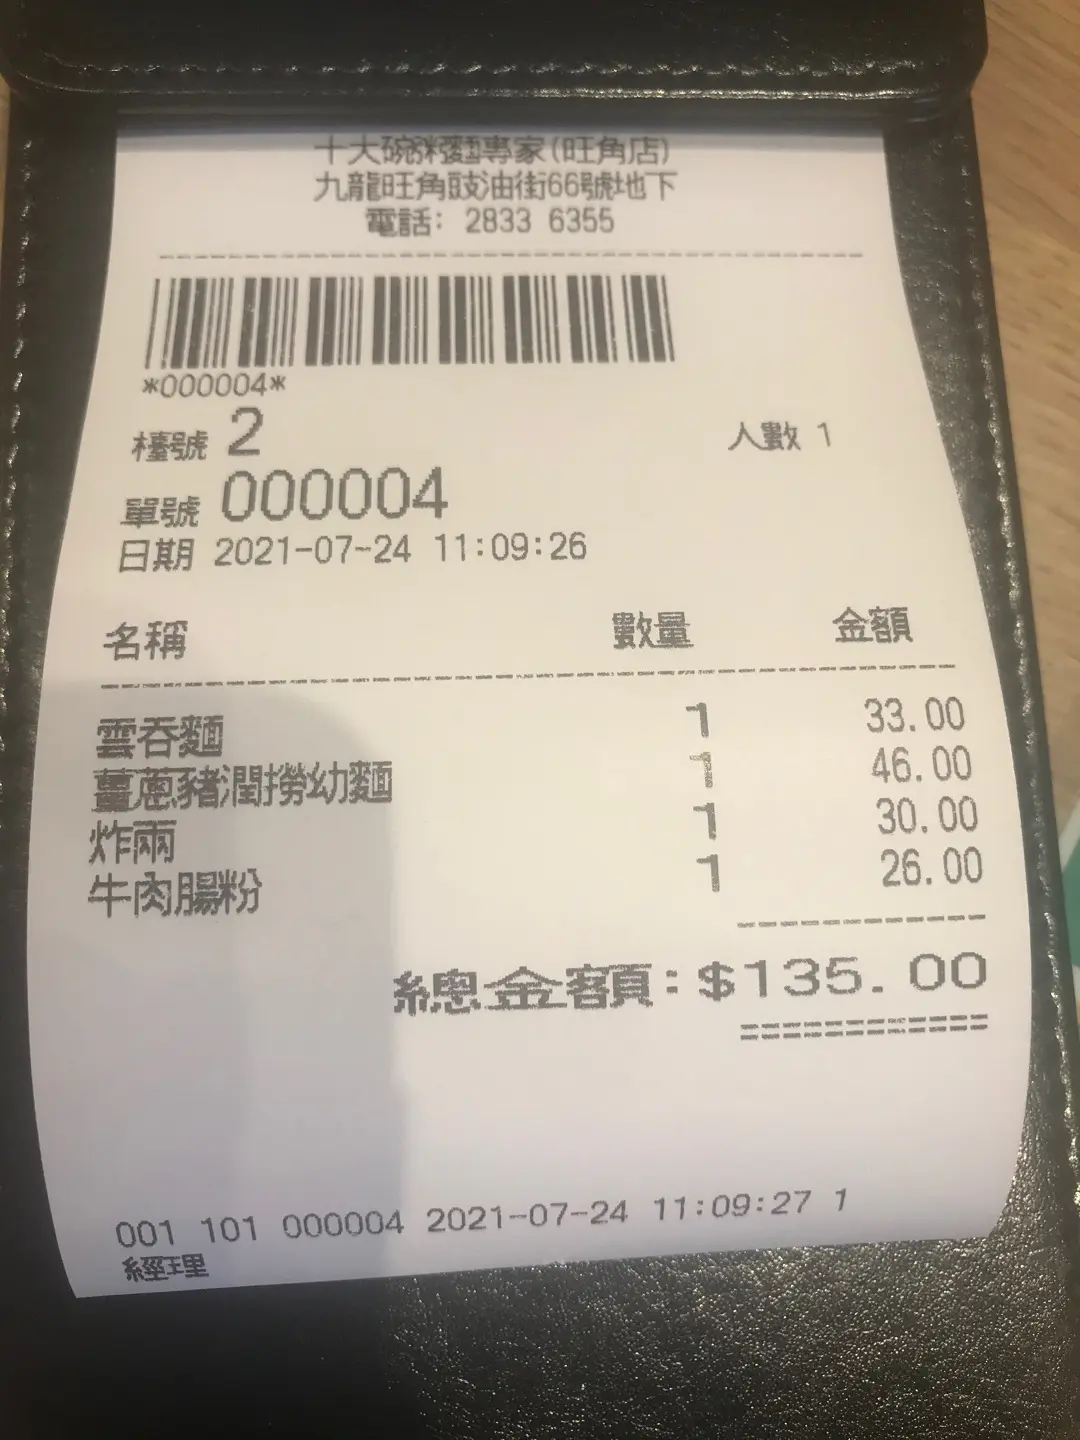 十大碗粥麵專家(旺角店)
九龍旺角豉油街66號地下
電話: 2833 6355
*000004*
檯號 2 人數 1
單號 000004
日期 2021-07-24 11:09:26
名稱 數量 金額
雲吞麵 1 33.00
薑蔥豬潤撈幼麵 1 46.00
炸兩 1 30.00
牛肉腸粉 1 26.00
總金額:$135.00
001 101 000004 2021-07-24 11:09:27 1
經理